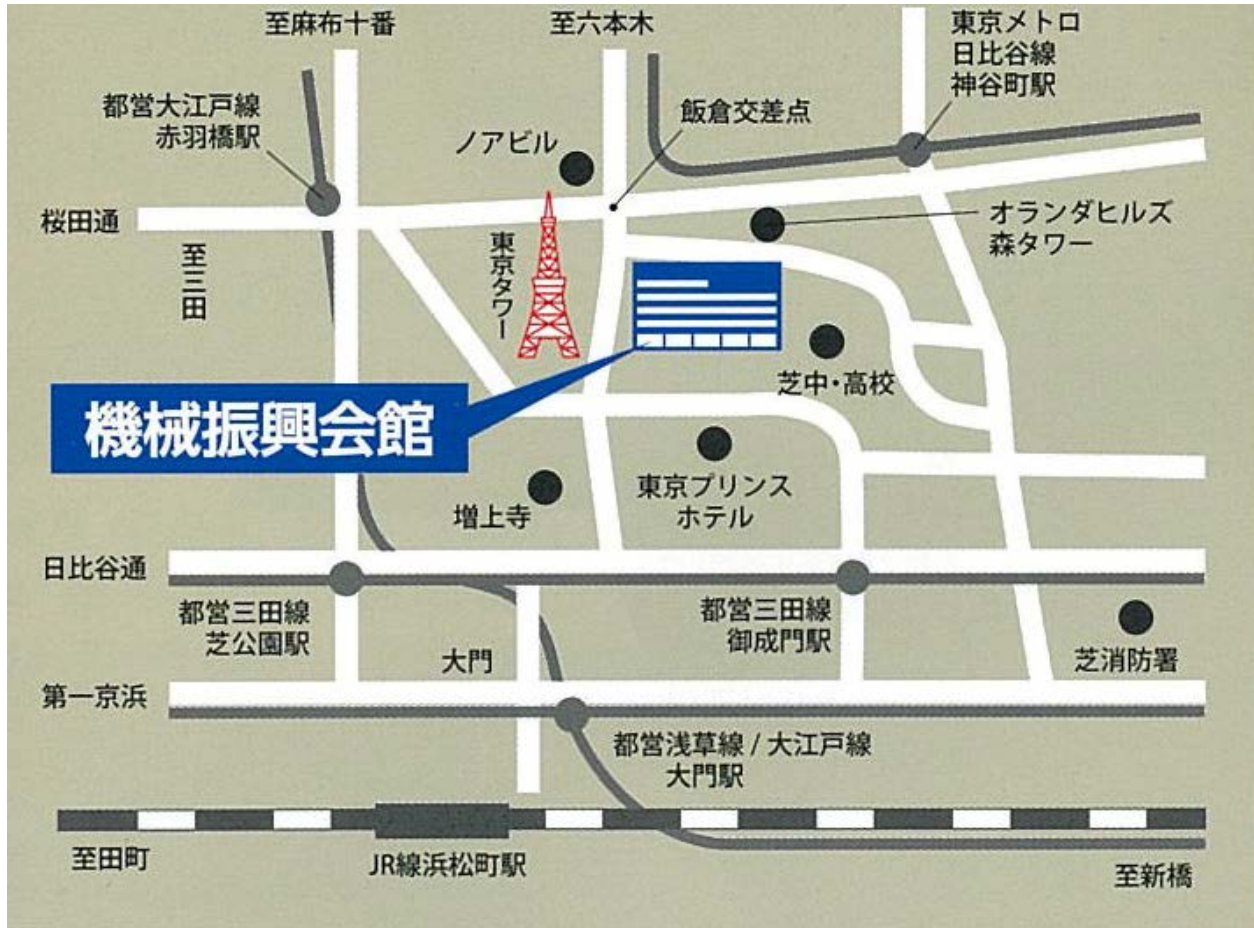 至麻布十番
至六本木
東京メトロ
日比谷線
神谷町駅
都営大江戸線
赤羽橋駅
ノアビル
飯倉交差点
桜田通
至三田
東京タワー
オランダヒルズ
森タワー
芝中・高校
機械振興会館
増上寺
東京プリンス
ホテル
日比谷通
都営三田線
芝公園駅
大門
都営三田線
御成門駅
芝消防署
第一京浜
都営浅草線 / 大江戸線
大門駅
至田町
JR線浜松町駅
至新橋